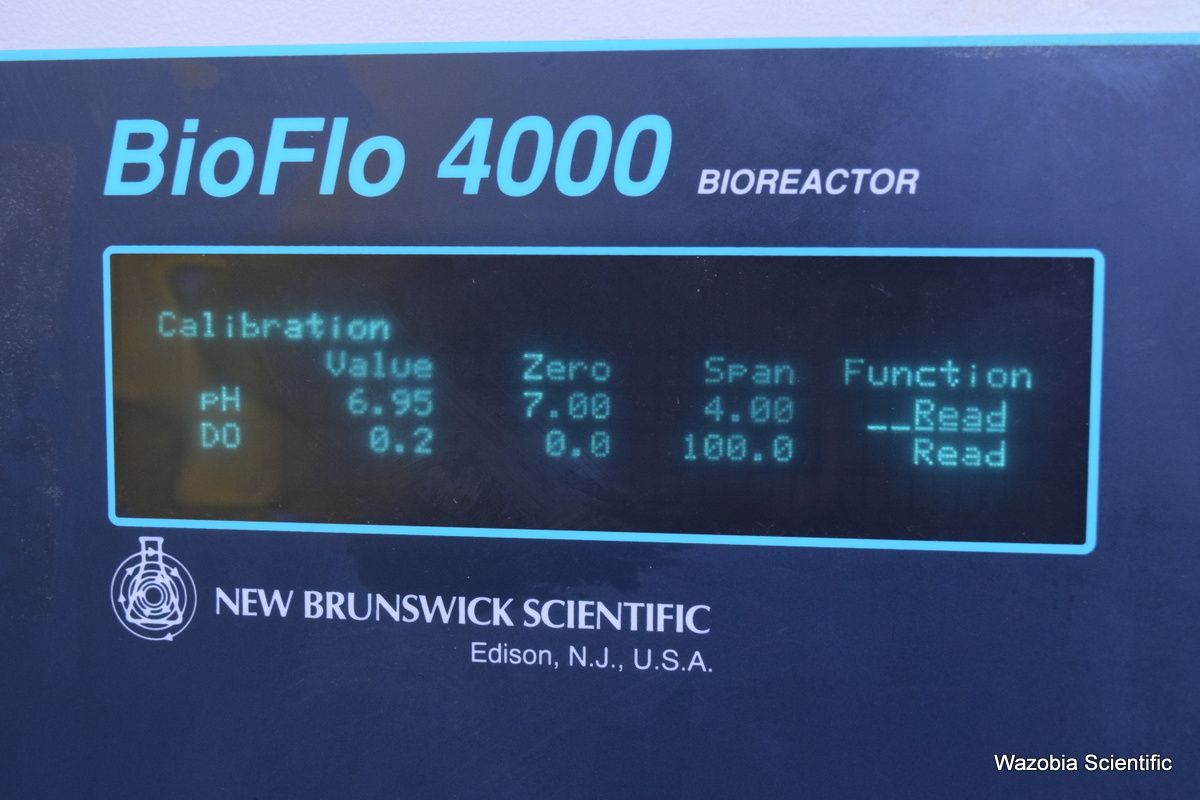 BioFlo 4000 BIOREACTOR
Calibration
Value Zero Span Function
pH 6.95 7.00 4.00 __Read
DO 0.2 0.0 100.0 Read
NEW BRUNSWICK SCIENTIFIC
Edison, N.J., U.S.A.
Wazobia Scientific